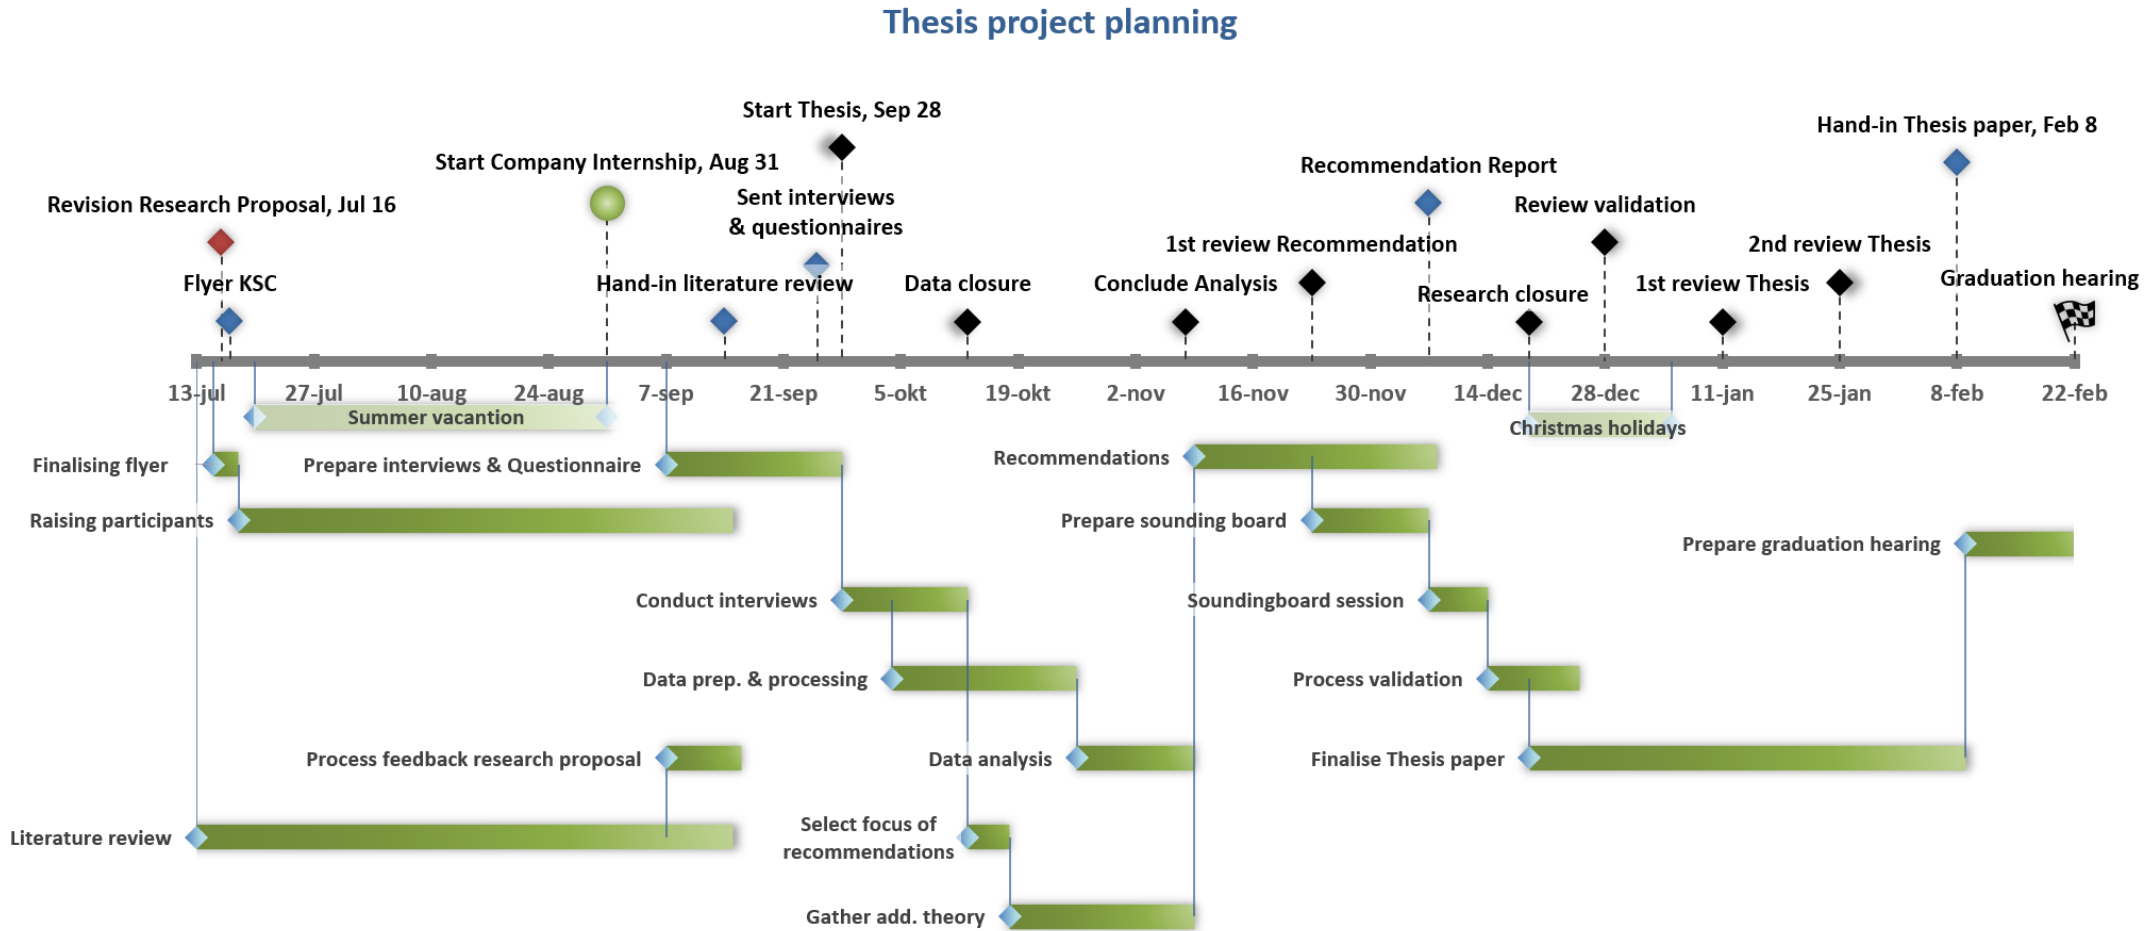 Thesis project planning
Start Thesis, Sep 28
Hand-in Thesis paper, Feb 8
Start Company Internship, Aug 31
Recommendation Report
Sent interviews
& questionnaires
Revision Research Proposal, Jul 16
Review validation
1st review Recommendation
2nd review Thesis
Flyer KSC
Hand-in literature review
Data closure
Conclude Analysis
Research closure
1st review Thesis
Graduation hearing
13-jul
27-jul
10-aug
24-aug
7-sep
21-sep
5-okt
19-okt
2-nov
16-nov
30-nov
14-dec
28-dec
11-jan
25-jan
8-feb
22-feb
Summer vacantion
Christmas holidays
Finalising flyer
Prepare interviews & Questionnaire
Recommendations
Raising participants
Prepare sounding board
Prepare graduation hearing
Conduct interviews
Soundingboard session
Data prep. & processing
Process validation
Process feedback research proposal
Data analysis
Finalise Thesis paper
Literature review
Select focus of
recommendations
Gather add. theory